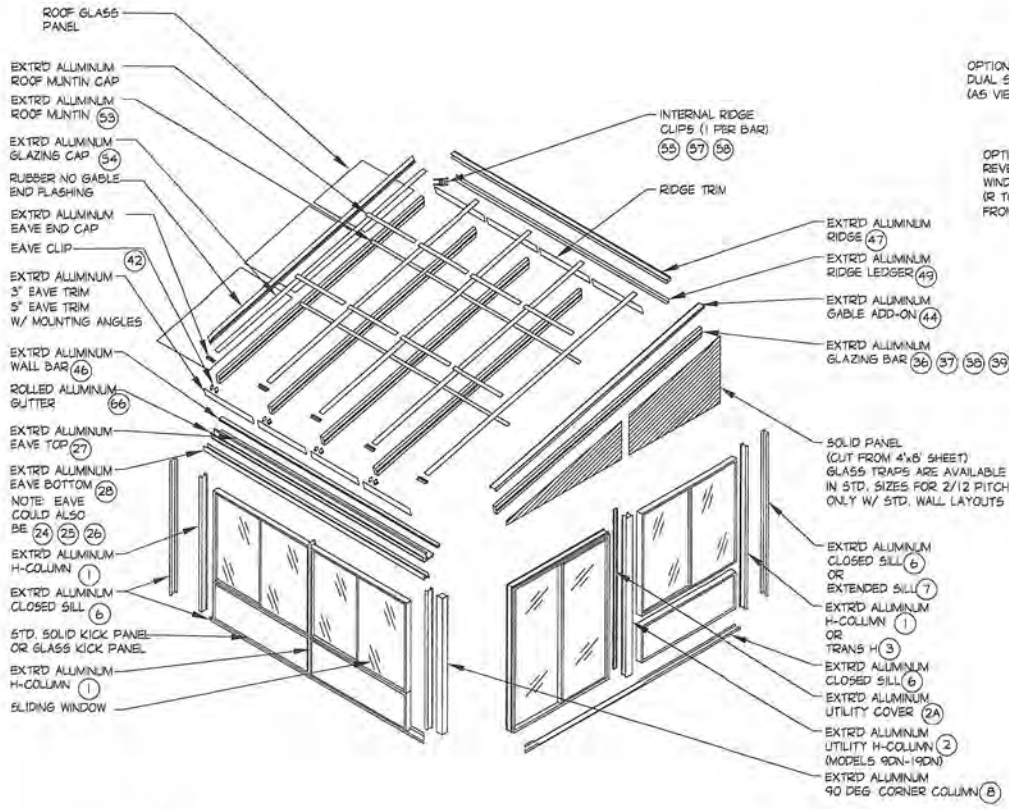 ROOF GLASS
PANEL
EXTR'D ALUMINUM
ROOF MUNTIN CAP
EXTR'D ALUMINUM
ROOF MUNTIN 53
EXTR'D ALUMINUM
GLAZING CAP 54
RUBBER NO GABLE
END FLASHING
EXTR'D ALUMINUM
EAVE END CAP
EAVE CLIP
42
EXTR'D ALUMINUM
3" EAVE TRIM
5" EAVE TRIM
W/ MOUNTING ANGLES
EXTR'D ALUMINUM
WALL BAR 46
ROLLED ALUMINUM
GUTTER 66
EXTR'D ALUMINUM
EAVE TOP 27
EXTR'D ALUMINUM
EAVE BOTTOM 28
NOTE: EAVE
COULD ALSO
BE 24 25 26
EXTR'D ALUMINUM
H-COLUMN 1
EXTR'D ALUMINUM
CLOSED SILL 6
STD. SOLID KICK PANEL
OR GLASS KICK PANEL
EXTR'D ALUMINUM
H-COLUMN 1
SLIDING WINDOW
INTERNAL RIDGE
CLIPS (1 PER BAR)
55 57 58
RIDGE TRIM
OPTION
DUAL S
(AS VIE
OPTI
REVE
WIND
(R TO
FROM
EXTR'D ALUMINUM
RIDGE 47
EXTR'D ALUMINUM
RIDGE LEDGER 49
EXTR'D ALUMINUM
GABLE ADD-ON 44
EXTR'D ALUMINUM
GLAZING BAR 36 37 38 39
SOLID PANEL
(CUT FROM 4'x8' SHEET)
GLASS TRAPS ARE AVAILABLE
IN STD. SIZES FOR 2/12 PITCH
ONLY W/ STD. WALL LAYOUTS
EXTR'D ALUMINUM
CLOSED SILL 6
OR
EXTENDED SILL 7
EXTR'D ALUMINUM
H-COLUMN 1
OR
TRANS H 3
EXTR'D ALUMINUM
CLOSED SILL 6
EXTR'D ALUMINUM
UTILITY COVER 2A
EXTR'D ALUMINUM
UTILITY H-COLUMN 2
(MODELS 9DN-19DN)
EXTR'D ALUMINUM
90 DEG CORNER COLUMN 8